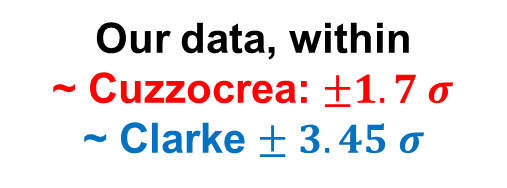 Our data, within
~ Cuzzocrea: ±1.7 σ
~ Clarke ± 3.45 σ